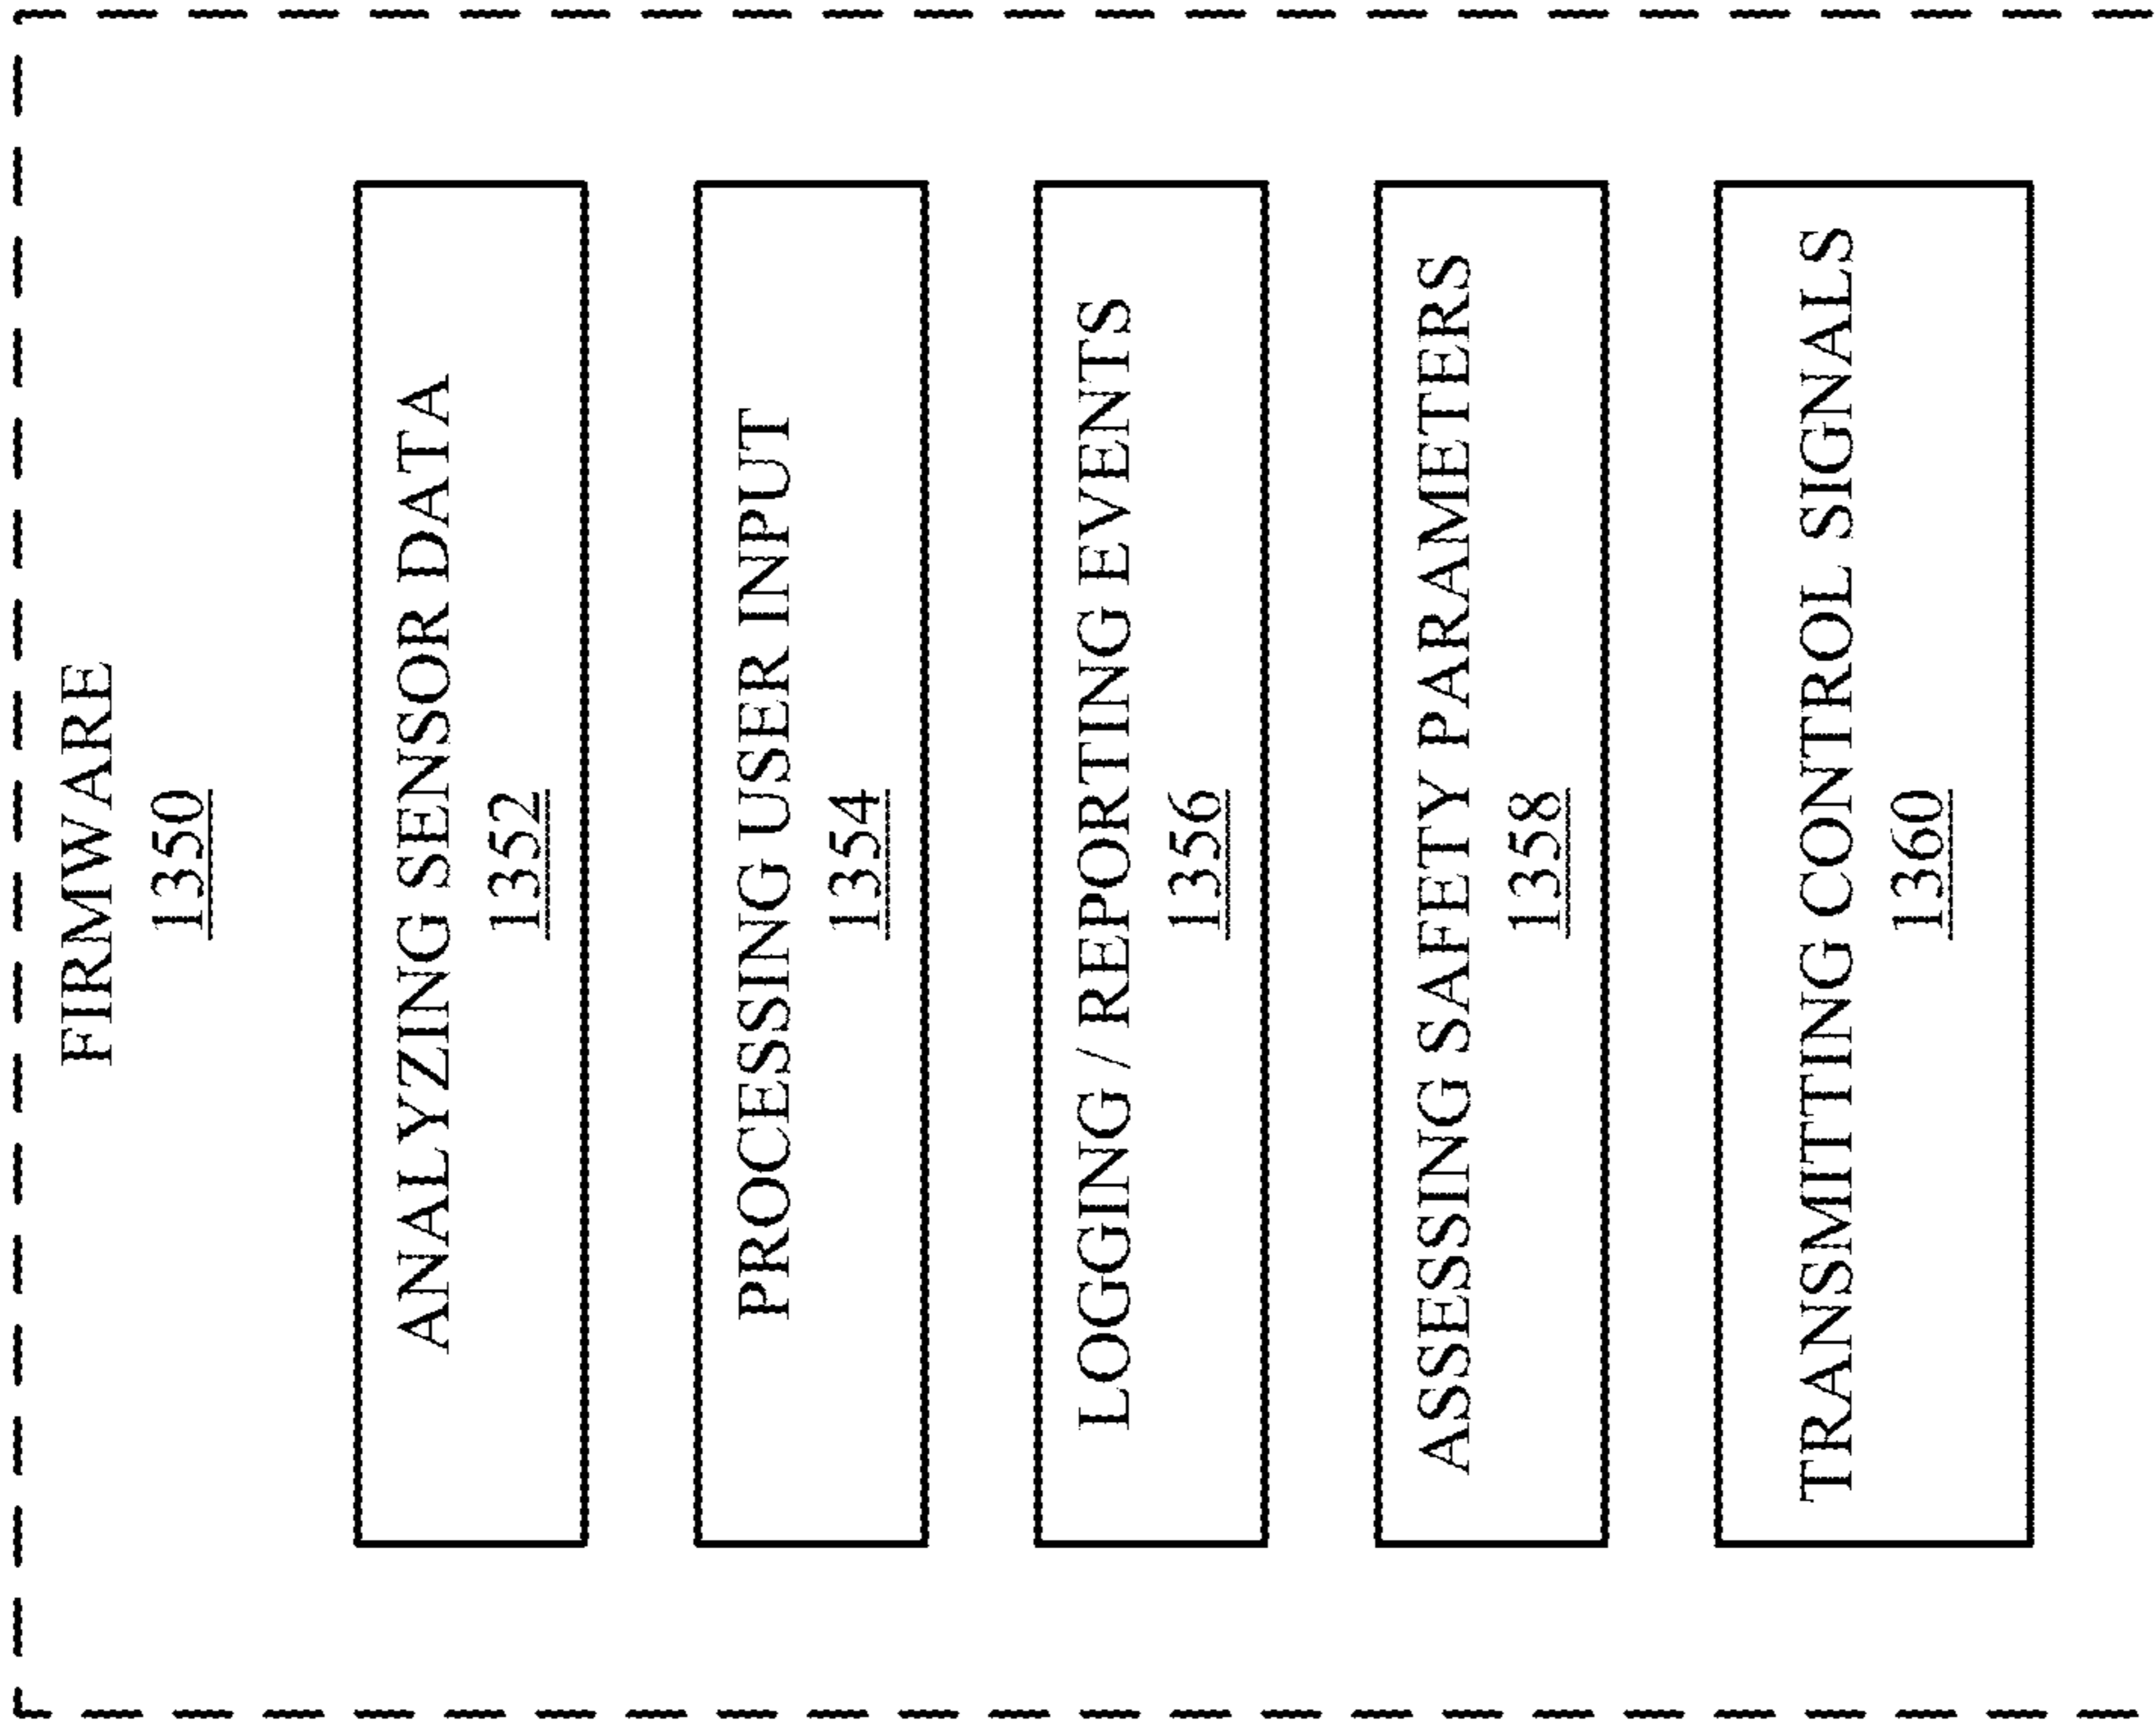 FIRMWARE
1350
ANALYZING SENSOR DATA
1352
PROCESSING USER INPUT
1354
LOGGING / REPORTING EVENTS
1356
ASSESSING SAFETY PARAMETERS
1358
TRANSMITTING CONTROL SIGNALS
1360